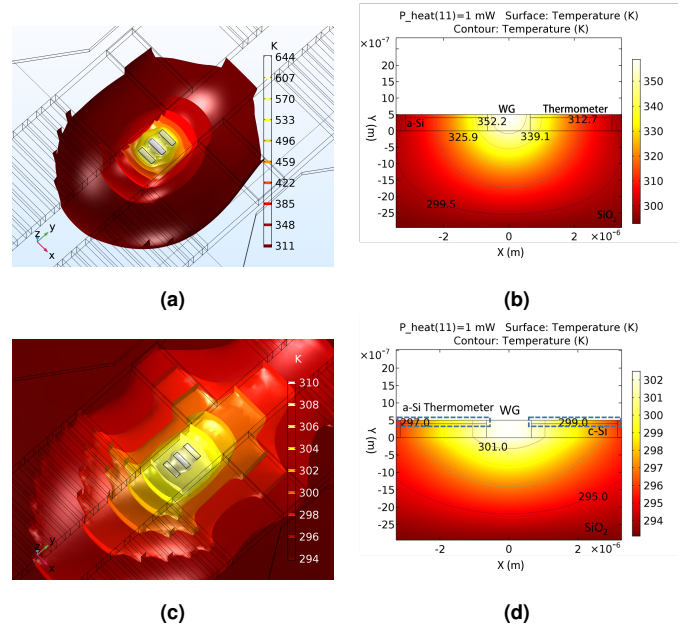 K
644
607
570
533
496
459
422
385
348
311
z y
x
(a)
P_heat(11)=1 mW Surface: Temperature (K)
Contour: Temperature (K)
×10⁻⁷
20
15
10
5
0
-5
-10
-15
-20
-25
Y (m)
WG
Thermometer
a-Si
352.2
312.7
325.9
339.1
299.5
SiO
-2
0
2
×10⁻⁶
X (m)
350
340
330
320
310
300
(b)
K
310
308
306
304
302
300
298
296
294
z y
x
(c)
P_heat(11)=1 mW Surface: Temperature (K)
Contour: Temperature (K)
×10⁻⁷
20
15
10
5
0
-5
-10
-15
-20
-25
Y (m)
a-Si Thermometer
WG
297.0
299.0
c-Si
301.0
295.0
SiO₂
-2
0
2
×10⁻⁶
X (m)
302
301
300
299
298
297
296
295
294
(d)